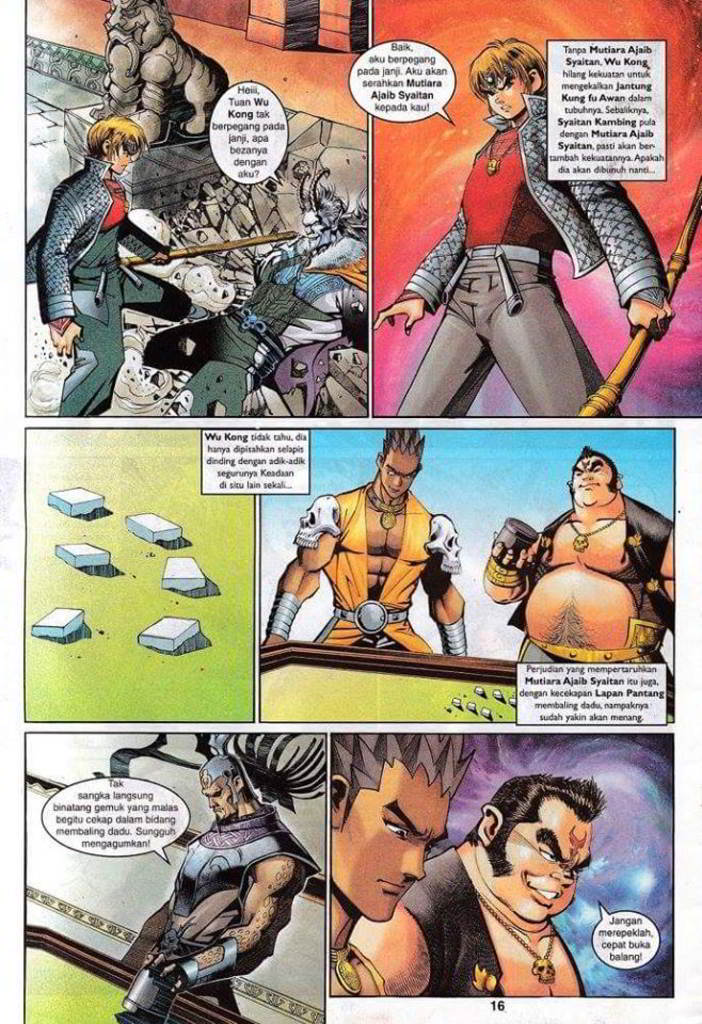 Heiii,
Tuan Wu
Kong tak
berpegang pada
janji, apa
bezanya
dengan
aku?
Baik,
aku berpegang
pada janji. Aku akan
serahkan Mutiara
Ajaib Syaitan
kepada kau!
Tanpa Mutiara Ajaib
Syaitan, Wu Kong
hilang kekuatan untuk
mengekalkan Jantung
Kung fu Awan dalam
tubuhnya. Sebaliknya,
Syaitan Kambing pula
dengan Mutiara Ajaib
Syaitan, pasti akan ber-
tambah kekuatannya. Apakah
dia akan dibunuh nanti...
Wu Kong tidak tahu, dia
hanya dipisahkan selapis
dinding dengan adik-adik
segurunya Keadaan
di situ lain sekali...
Perjudian yang mempertaruhkan
Mutiara Ajaib Syaitan itu juga,
dengan kecekapan Lapan Pantang
membaling dadu, nampaknya
sudah yakin akan menang.
Tak
sangka langsung
binatang gemuk yang malas
begitu cekap dalam bidang
membaling dadu. Sungguh
mengagumkan!
Jangan
merepeklah,
cepat buka
balang!
16